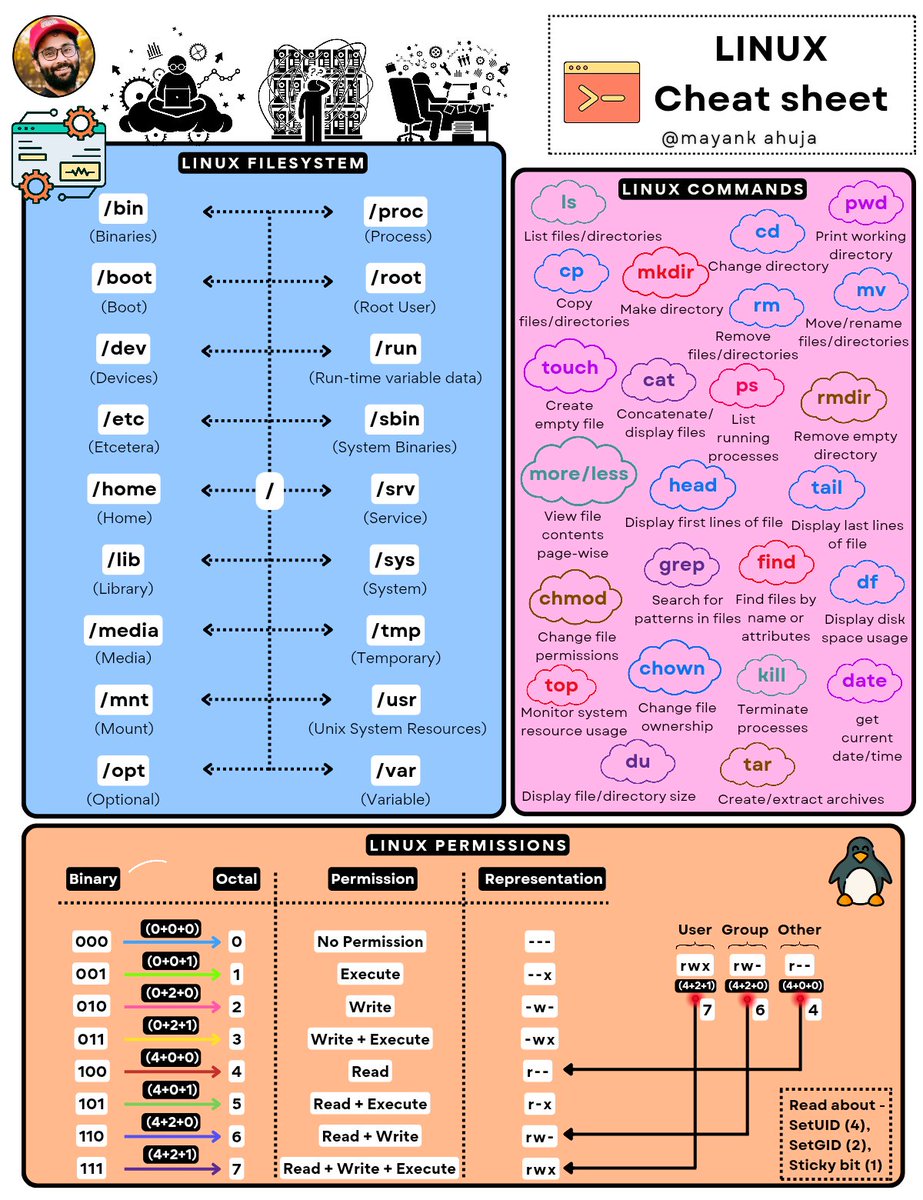 LINUX
Cheat sheet
@mayank ahuja
LINUX FILESYSTEM
/bin
(Binaries)
/boot
(Boot)
/dev
(Devices)
/etc
(Etcetera)
/home
(Home)
/lib
(Library)
/media
(Media)
/mnt
(Mount)
/opt
(Optional)
/
/proc
(Process)
/root
(Root User)
/run
(Run-time variable data)
/sbin
(System Binaries)
/srv
(Service)
/sys
(System)
/tmp
(Temporary)
/usr
(Unix System Resources)
/var
(Variable)
LINUX COMMANDS
ls
List files/directories
cd
Change directory
pwd
Print working
directory
cp
Copy
files/directories
mkdir
Make directory
rm
Remove
files/directories
mv
Move/rename
files/directories
touch
Create
empty file
cat
Concatenate/
display files
ps
List
running
processes
rmdir
Remove empty
directory
more/less
View file
contents
page-wise
head
Display first lines of file
tail
Display last lines
of file
chmod
Change file
permissions
grep
Search for
patterns in files
find
Find files by
name or
attributes
df
Display disk
space usage
top
Monitor system
resource usage
chown
Change file
ownership
kill
Terminate
processes
date
get
current
date/time
du
Display file/directory size
tar
Create/extract archives
LINUX PERMISSIONS
Binary Octal Permission Representation
000 (0+0+0) 0 No Permission ---
001 (0+0+1) 1 Execute --x
010 (0+2+0) 2 Write -w-
011 (0+2+1) 3 Write + Execute -wx
100 (4+0+0) 4 Read r--
101 (4+0+1) 5 Read + Execute r-x
110 (4+2+0) 6 Read + Write rw-
111 (4+2+1) 7 Read + Write + Execute rwx
User Group Other
rwx rw- r--
(4+2+1) (4+2+0) (4+0+0)
7 6 4
Read about -
SetUID (4),
SetGID (2),
Sticky bit (1)